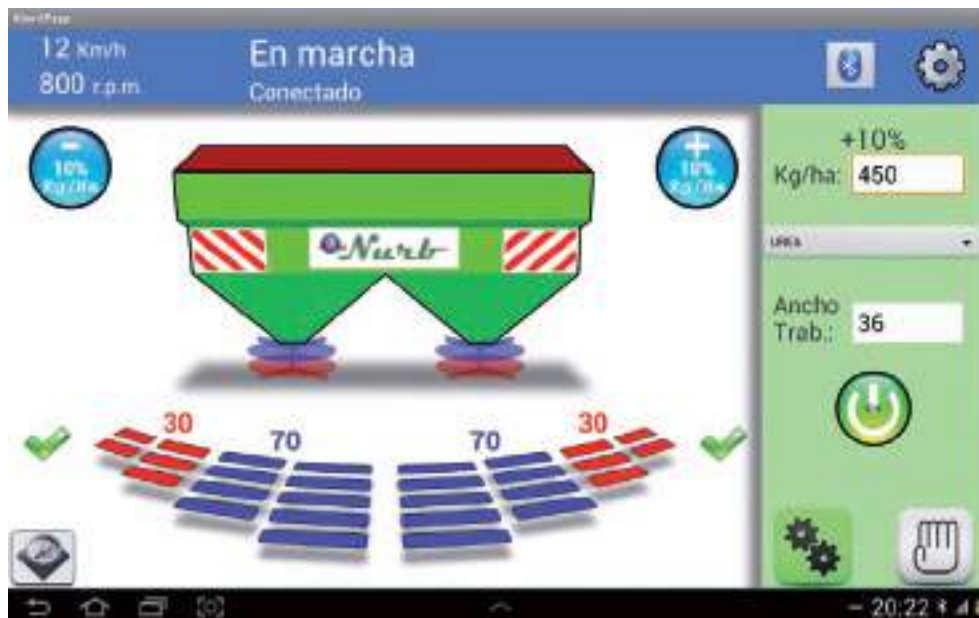 12 Km/h
800 r.p.m.
En marcha
Conectado
-
10%
Kg/Ha
+
10%
Kg/Ha
Nurb
+10%
Kg/ha: 450
UREA
Ancho
Trab.: 36
30
70
70
30
20:22